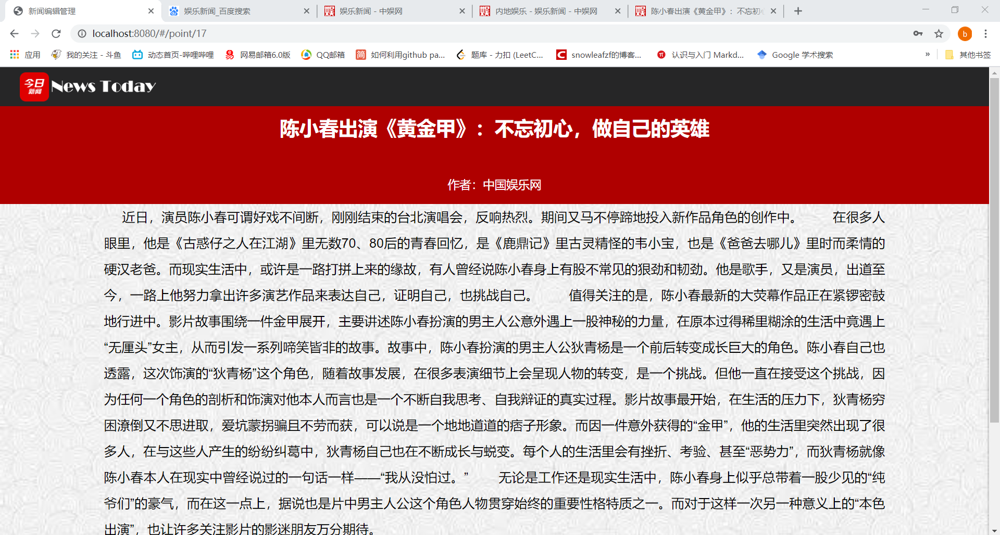 新闻编辑管理
娱乐新闻_百度搜索
娱乐新闻 - 中娱网
内地娱乐 - 娱乐新闻 - 中娱网
陈小春出演《黄金甲》：不忘初心
localhost:8080/#/point/17
b
应用
我的关注 - 斗鱼
动态首页-哔哩哔哩
网易邮箱6.0版
QQ邮箱
如何利用github pa...
题库 - 力扣 (LeetC...
snowleafzf的博客...
认识与入门 Markd...
Google 学术搜索
»
其他书签
今日
新闻
News Today
陈小春出演《黄金甲》：不忘初心，做自己的英雄
作者：中国娱乐网
近日，演员陈小春可谓好戏不间断，刚刚结束的台北演唱会，反响热烈。期间又马不停蹄地投入新作品角色的创作中。 在很多人
眼里，他是《古惑仔之人在江湖》里无数70、80后的青春回忆，是《鹿鼎记》里古灵精怪的韦小宝，也是《爸爸去哪儿》里时而柔情的
硬汉老爸。而现实生活中，或许是一路打拼上来的缘故，有人曾经说陈小春身上有股不常见的狠劲和韧劲。他是歌手，又是演员，出道至
今，一路上他努力拿出许多演艺作品来表达自己，证明自己，也挑战自己。 值得关注的是，陈小春最新的大荧幕作品正在紧锣密鼓
地行进中。影片故事围绕一件金甲展开，主要讲述陈小春扮演的男主人公意外遇上一股神秘的力量，在原本过得稀里糊涂的生活中竟遇上
“无厘头”女主，从而引发一系列啼笑皆非的故事。故事中，陈小春扮演的男主人公狄青杨是一个前后转变成长巨大的角色。陈小春自己也
透露，这次饰演的“狄青杨”这个角色，随着故事发展，在很多表演细节上会呈现人物的转变，是一个挑战。但他一直在接受这个挑战，因
为任何一个角色的剖析和饰演对他本人而言也是一个不断自我思考、自我辩证的真实过程。影片故事最开始，在生活的压力下，狄青杨穷
困潦倒又不思进取，爱坑蒙拐骗且不劳而获，可以说是一个地地道道的痞子形象。而因一件意外获得的“金甲”，他的生活里突然出现了很
多人，在与这些人产生的纷纷纠葛中，狄青杨自己也在不断成长与蜕变。每个人的生活里会有挫折、考验、甚至“恶势力”，而狄青杨就像
陈小春本人在现实中曾经说过的一句话一样——“我从没怕过。” 无论是工作还是现实生活中，陈小春身上似乎总带着一股少见的“纯
爷们”的豪气，而在这一点上，据说也是片中男主人公这个角色人物贯穿始终的重要性格特质之一。而对于这样一次另一种意义上的“本色
出演”，也让许多关注影片的影迷朋友万分期待。